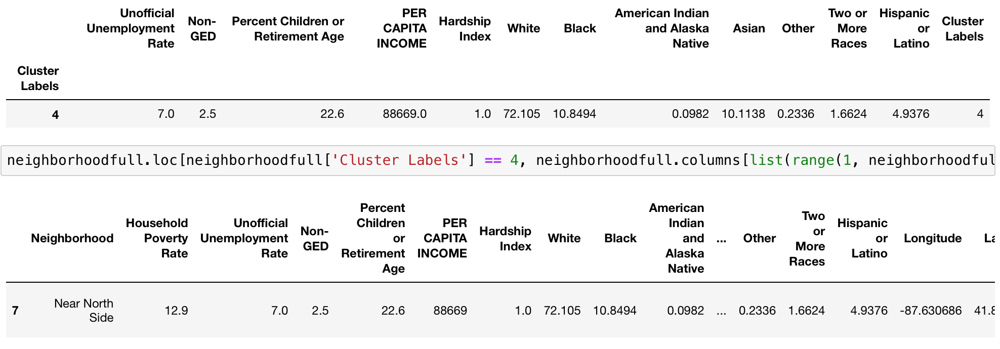 Unofficial Unemployment Rate Non-GED Percent Children or Retirement Age PER CAPITA INCOME Hardship Index White Black American Indian and Alaska Native Asian Other Two or More Races Hispanic or Latino Cluster Labels
Cluster Labels
4 7.0 2.5 22.6 88669.0 1.0 72.105 10.8494 0.0982 10.1138 0.2336 1.6624 4.9376 4
neighborhoodfull.loc[neighborhoodfull['Cluster Labels'] == 4, neighborhoodfull.columns[list(range(1, neighborhoodful
Neighborhood Household Poverty Rate Unofficial Unemployment Rate Non-GED Percent Children or Retirement Age PER CAPITA INCOME Hardship Index White Black American Indian and Alaska Native ... Other Two or More Races Hispanic or Latino Longitude
7 Near North Side 12.9 7.0 2.5 22.6 88669 1.0 72.105 10.8494 0.0982 ... 0.2336 1.6624 4.9376 -87.630686 41.8